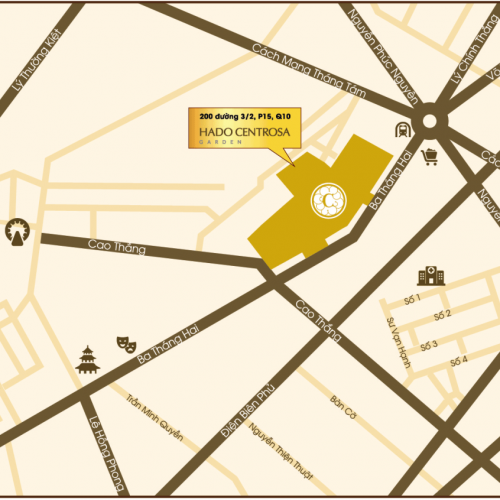 Lý Thường Kiệt
Cách Mạng Tháng Tám
Nguyễn Phúc Nguyên
Lý Chính Thắng
200 đường 3/2, P15, Q10
HADO CENTROSA
GARDEN
C
Ba Tháng Hai
Cao Thắng
Số 1
Số 2
Sư Vạn Hạnh
Số 3
Số 4
Cao Thắng
Ba Tháng Hai
Trần Minh Quyền
Lê Hồng Phong
Điện Biên Phủ
Bàn Cờ
Nguyễn Thiện Thuật